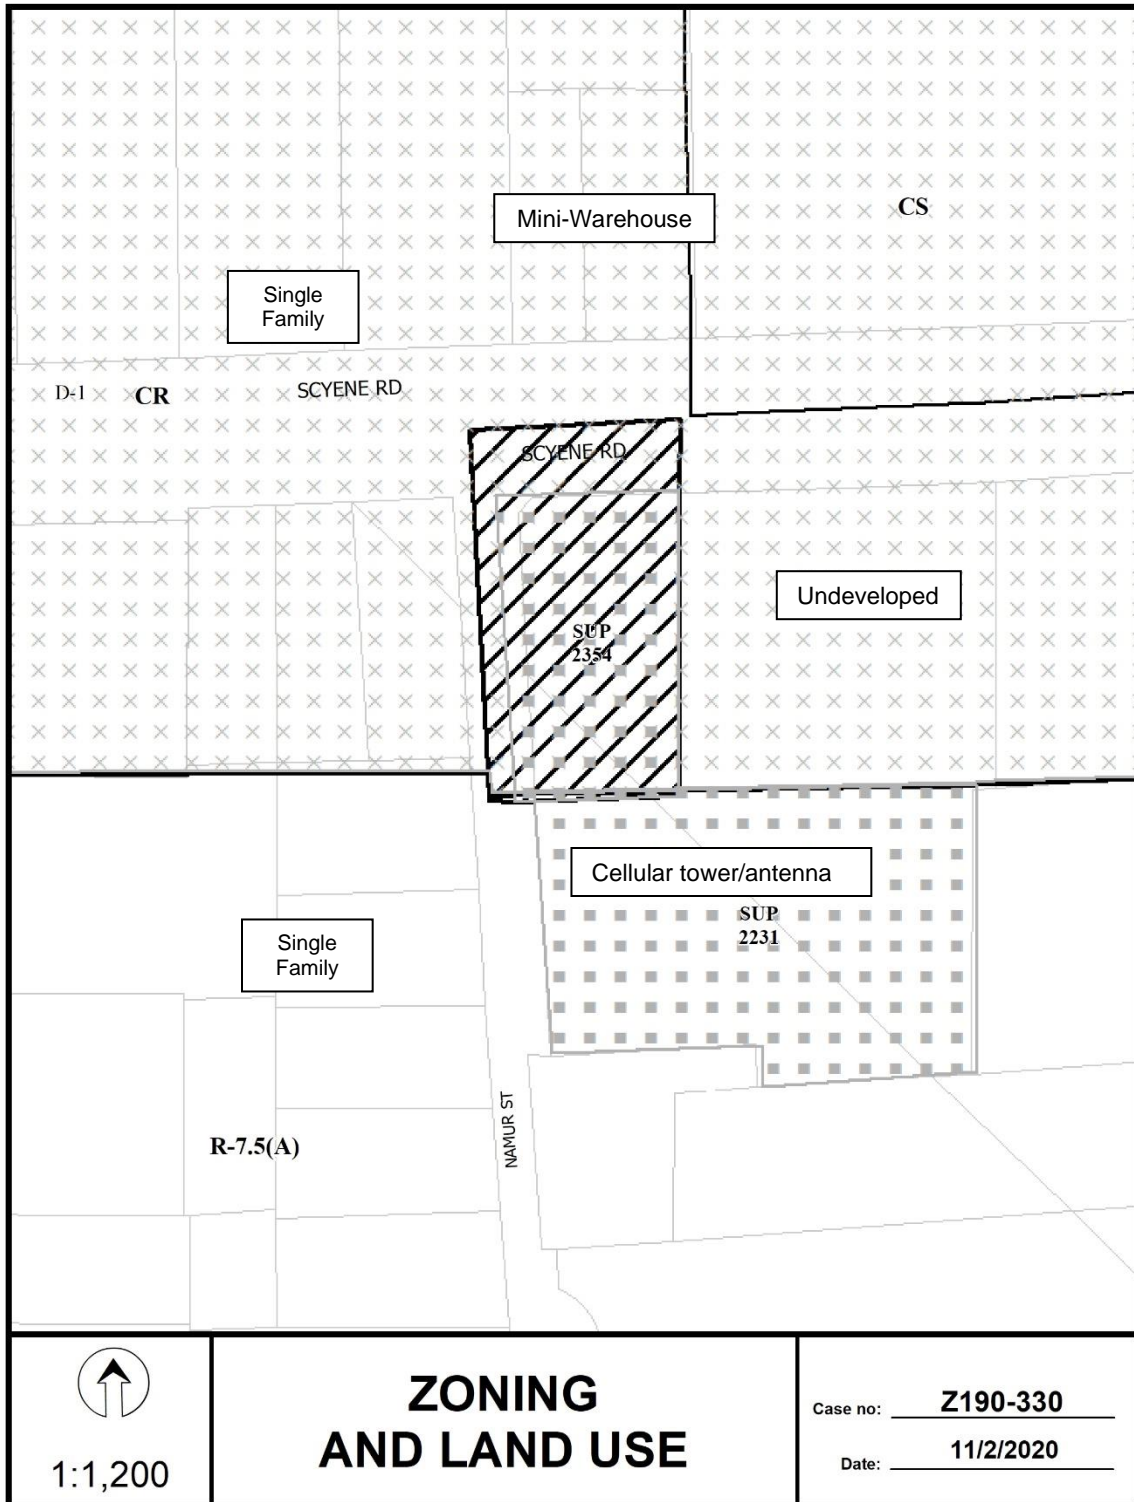 Mini-Warehouse
CS
Single
Family
D-1
CR
SCYENE RD
SCYENE RD
Undeveloped
SUP
2354
Cellular tower/antenna
SUP
2231
Single
Family
NAMUR ST
R-7.5(A)
1:1,200
ZONING
AND LAND USE
Case no: Z190-330
Date: 11/2/2020